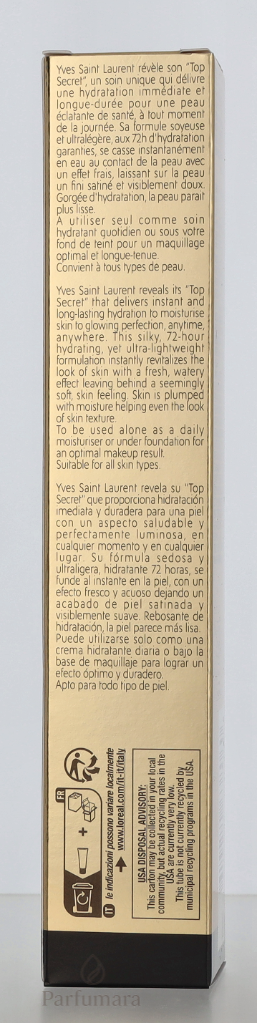 Yves Saint Laurent révèle son "Top
Secret", un soin unique qui délivre
une hydratation immédiate et
longue-durée pour une peau
éclatante de santé, à tout moment
de la journée. Sa formule soyeuse
et ultralégère, aux 72h d'hydratation
garanties, se casse instantanément
en eau au contact de la peau avec
un effet frais, laissant sur la peau
un fini satiné et visiblement doux.
Gorgée d'hydratation, la peau parait
plus lisse.
A utiliser seul comme soin
hydratant quotidien ou sous votre
fond de teint pour un maquillage
optimal et longue-tenue.
Convient à tous types de peau.
Yves Saint Laurent reveals its "Top
Secret" that delivers instant and
long-lasting hydration to moisturise
skin to glowing perfection, anytime,
anywhere. This silky, 72-hour
hydrating, yet ultra-lightweight
formulation instantly revitalizes the
look of skin with a fresh, watery
effect leaving behind a seemingly
soft, skin feeling. Skin is plumped
with moisture helping even the look
of skin texture.
To be used alone as a daily
moisturiser or under foundation for
an optimal makeup result.
Suitable for all skin types.
Yves Saint Laurent revela su "Top
Secret" que proporciona hidratación
imediata y duradera para una piel
con un aspecto saludable y
perfectamente luminosa, en
cualquier momento y en cualquier
lugar. Su fórmula sedosa y
ultraligera, hidratante 72 horas, se
funde al instante en la piel, con un
efecto fresco y acuoso dejando un
acabado de piel satinada y
visiblemente suave. Rebosante de
hidratación, la piel parece más lisa.
Puede utilizarse solo como una
crema hidratante diaria o bajo la
base de maquillaje para lograr un
efecto óptimo y duradero.
Apto para todo tipo de piel.
FR
+
IT
le indicazioni possono variare localmente
www.loreal.com/it-it/italy
USA DISPOSAL ADVISORY:
This carton may be collected in your local
community, but actual recycling rates in the
USA are currently very low.
This tube is not currently recycled by
municipal recycling programs in the USA.
Parfumara